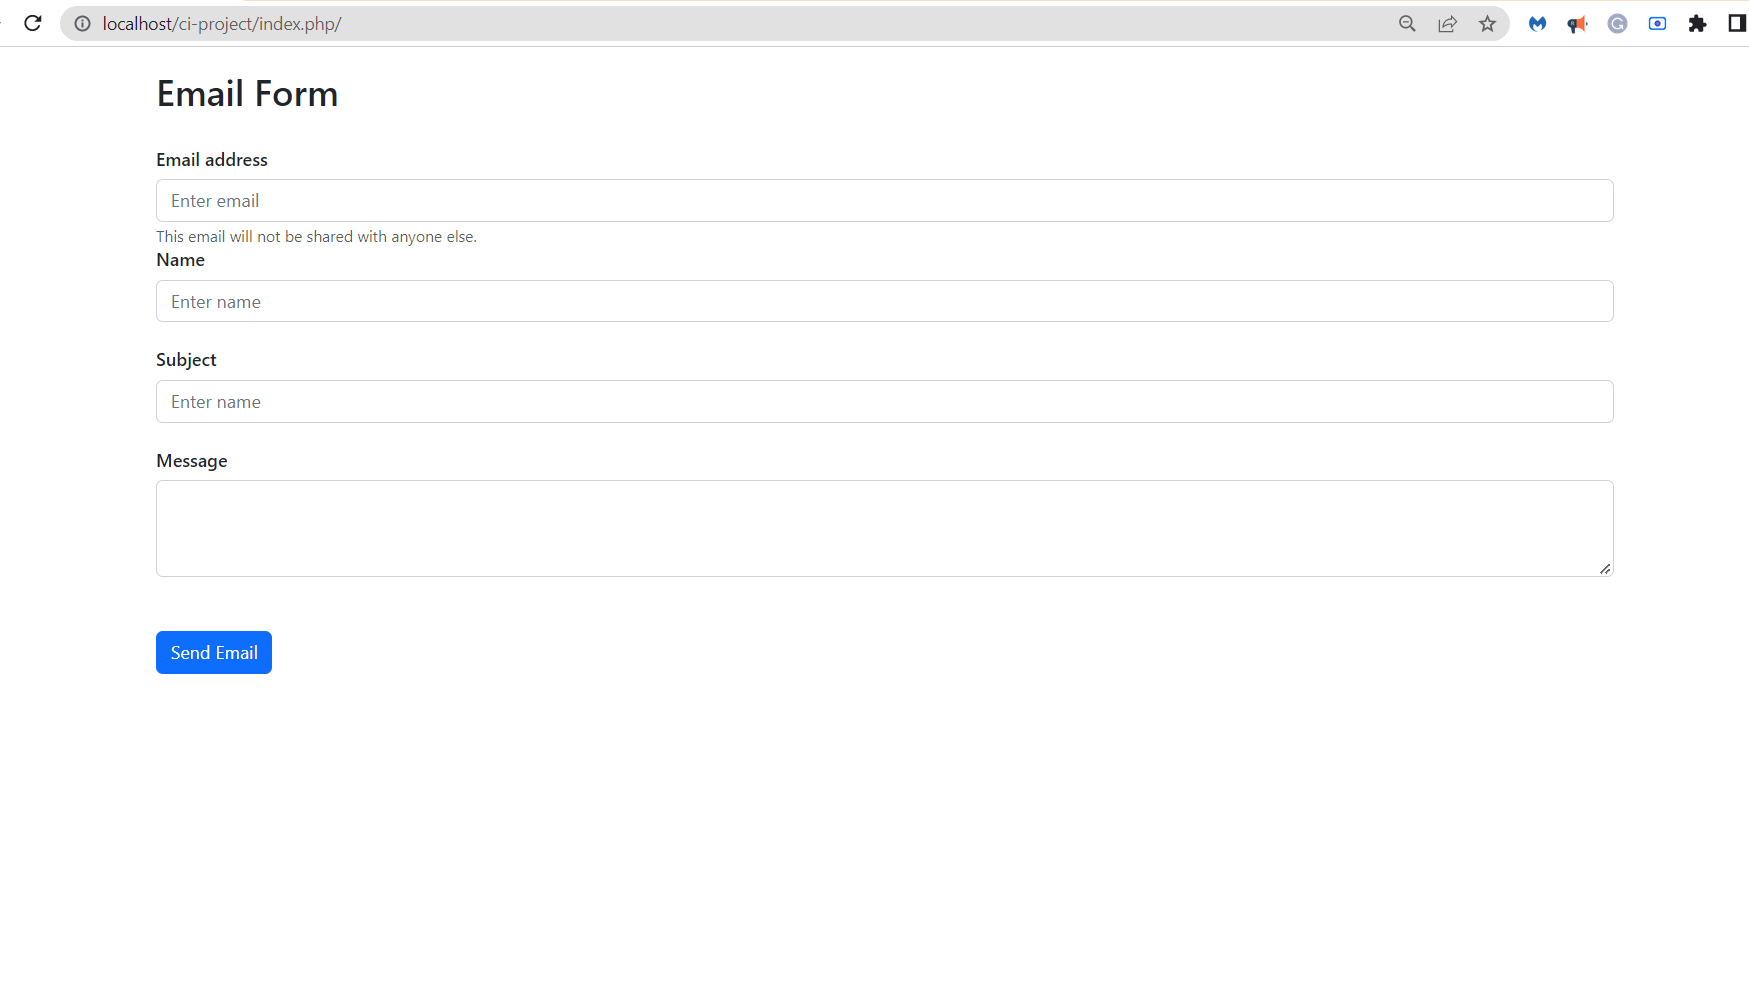 localhost/ci-project/index.php/
Email Form
Email address
Enter email
This email will not be shared with anyone else.
Name
Enter name
Subject
Enter name
Message
Send Email